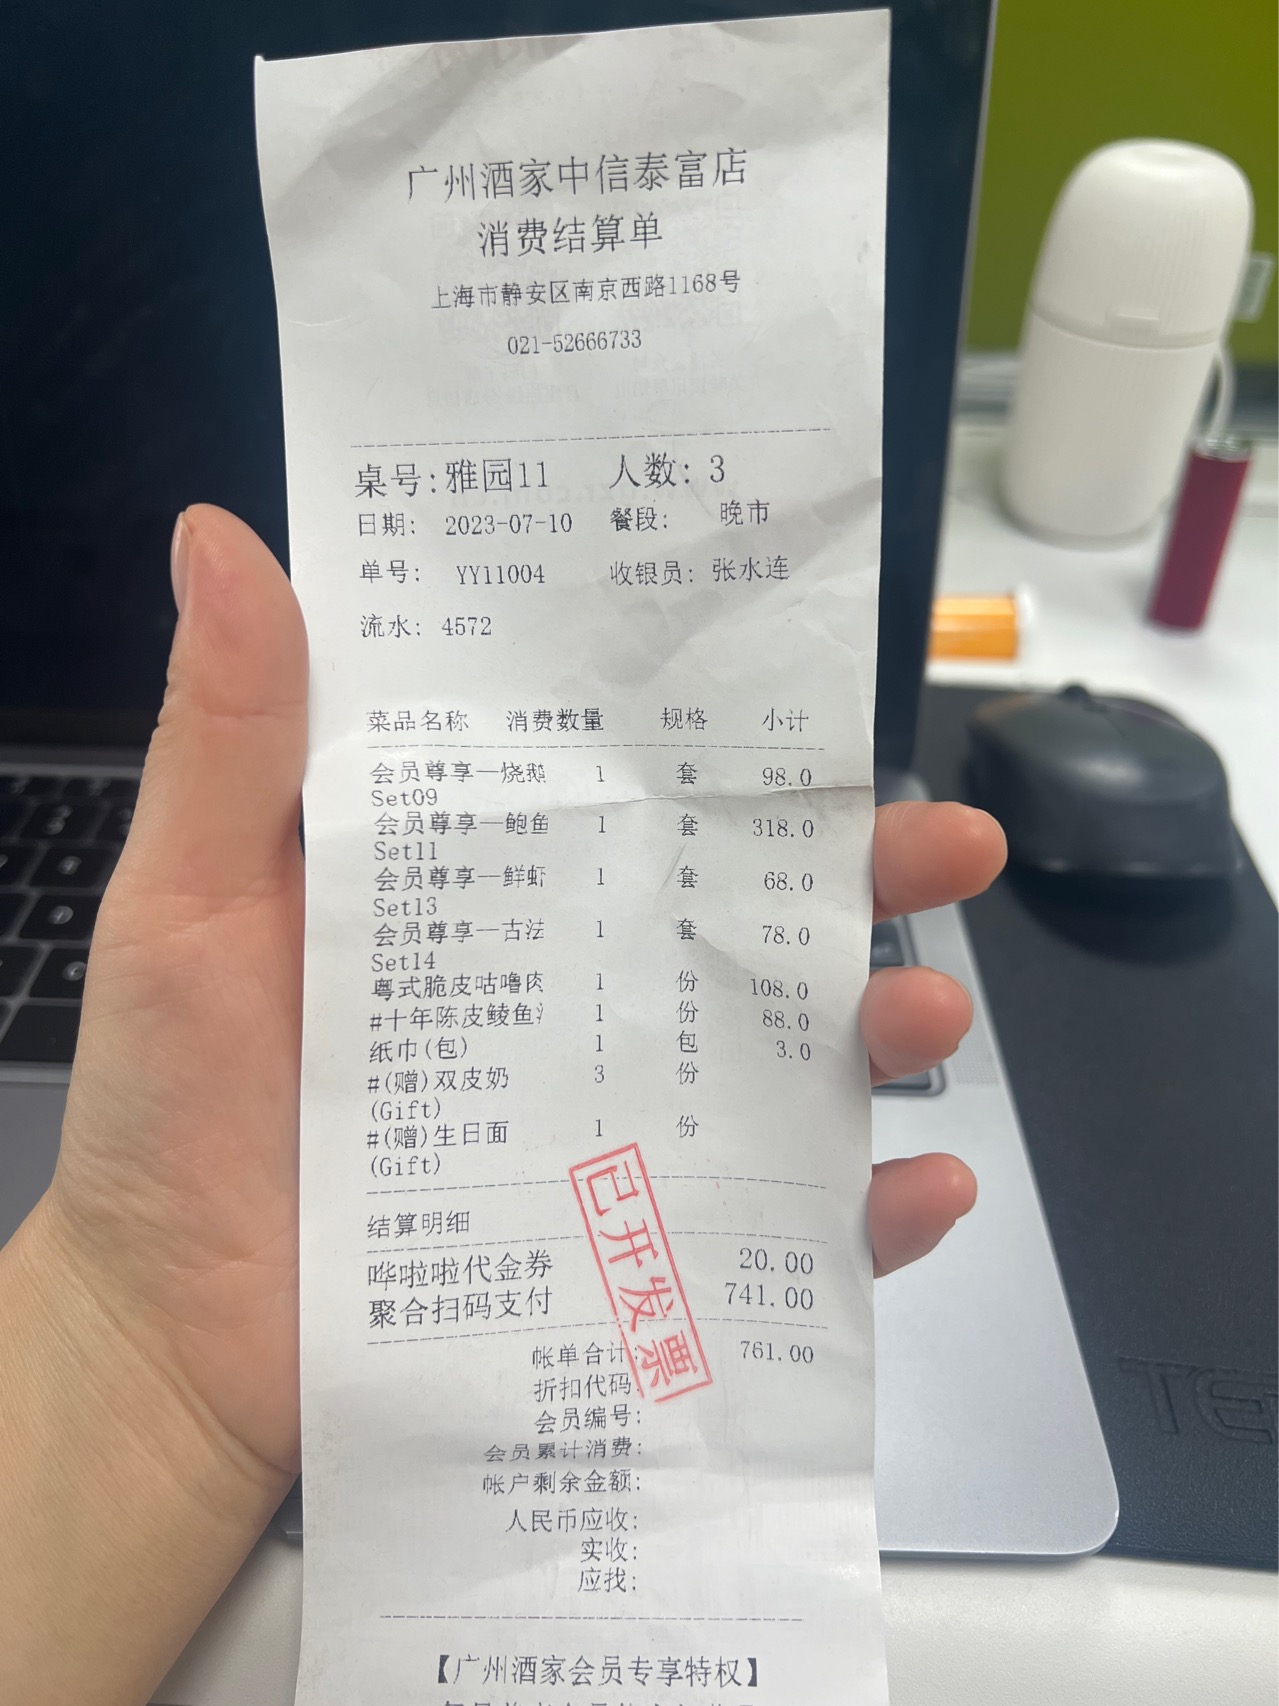 广州酒家中信泰富店
消费结算单
上海市静安区南京西路1168号
021-52666733
桌号:雅园11 人数: 3
日期: 2023-07-10 餐段: 晚市
单号: YY11004 收银员: 张水连
流水: 4572
菜品名称 消费数量 规格 小计
会员尊享一烧鹅 1 套 98.0
Set09
会员尊享一鲍鱼 1 套 318.0
Set11
会员尊享一鲜虾 1 套 68.0
Set13
会员尊享一古法 1 套 78.0
Set14
粤式脆皮咕噜肉 1 份 108.0
#十年陈皮鲮鱼 1 份 88.0
纸巾(包) 1 包 3.0
#(赠)双皮奶 3 份
(Gift)
#(赠)生日面 1 份
(Gift)
结算明细
哗啦啦代金券 20.00
聚合扫码支付 741.00
已开发票
帐单合计: 761.00
折扣代码:
会员编号:
会员累计消费:
帐户剩余金额:
人民币应收:
实收:
应找:
【广州酒家会员专享特权】